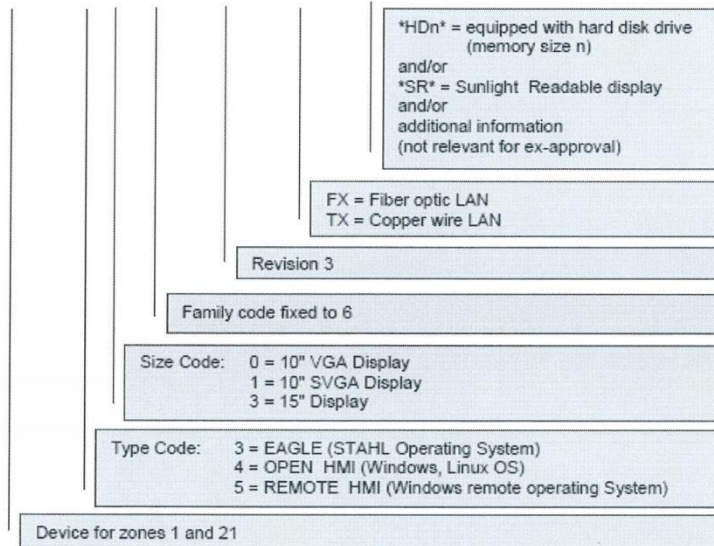 *HDn* = equipped with hard disk drive
(memory size n)
and/or
*SR* = Sunlight Readable display
and/or
additional information
(not relevant for ex-approval)
FX = Fiber optic LAN
TX = Copper wire LAN
Revision 3
Family code fixed to 6
Size Code: 0 = 10" VGA Display
1 = 10" SVGA Display
3 = 15" Display
Type Code: 3 = EAGLE (STAHL Operating System)
4 = OPEN HMI (Windows, Linux OS)
5 = REMOTE HMI (Windows remote operating System)
Device for zones 1 and 21